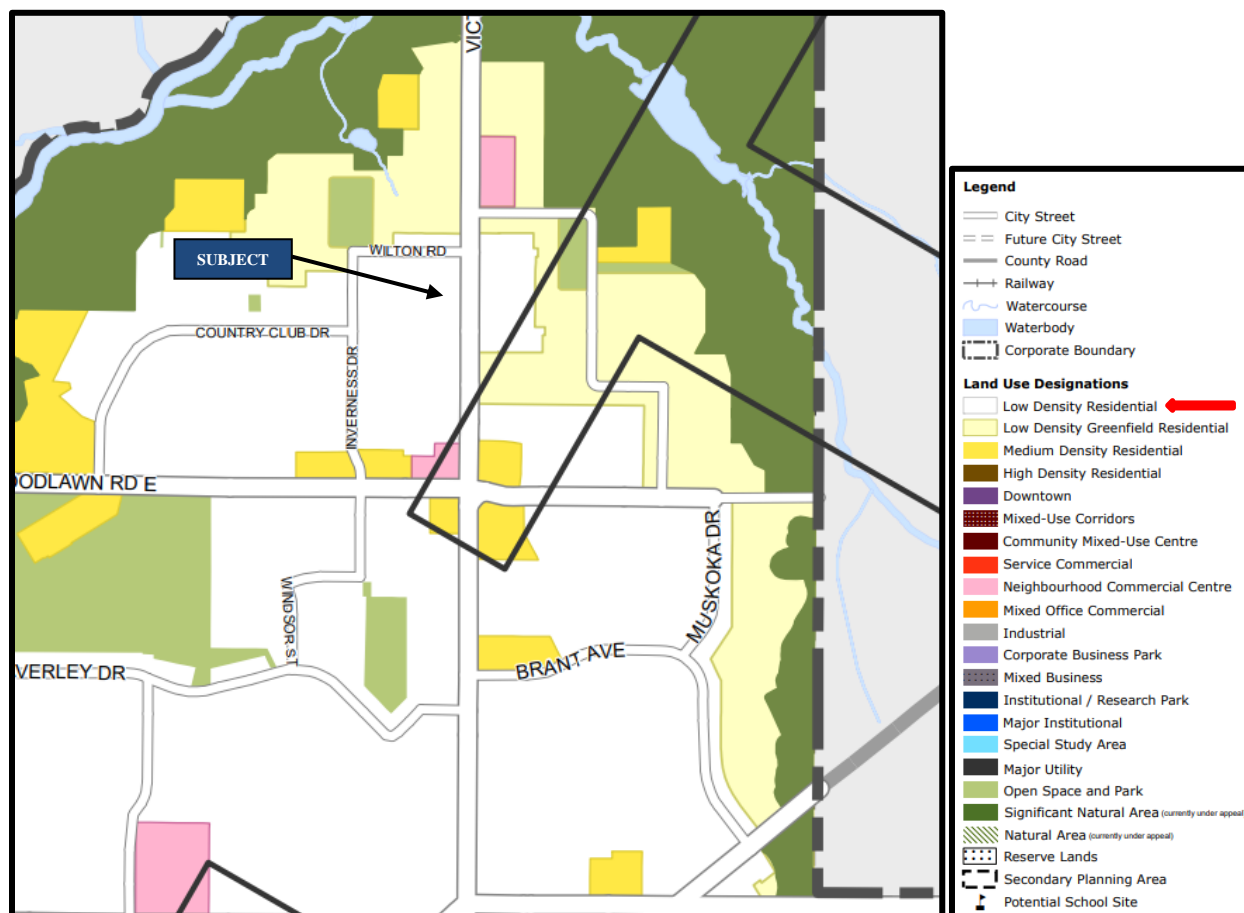 VICT
WILTON RD
SUBJECT
COUNTRY CLUB DR
INVERNESS DR
OODLAWN RD E
MUSKOKA DR
WINDSOR ST
BRANT AVE
VERLEY DR
Legend
City Street
Future City Street
County Road
Railway
Watercourse
Waterbody
Corporate Boundary
Land Use Designations
Low Density Residential
Low Density Greenfield Residential
Medium Density Residential
High Density Residential
Downtown
Mixed-Use Corridors
Community Mixed-Use Centre
Service Commercial
Neighbourhood Commercial Centre
Mixed Office Commercial
Industrial
Corporate Business Park
Mixed Business
Institutional / Research Park
Major Institutional
Special Study Area
Major Utility
Open Space and Park
Significant Natural Area (currently under appeal)
Natural Area (currently under appeal)
Reserve Lands
Secondary Planning Area
Potential School Site